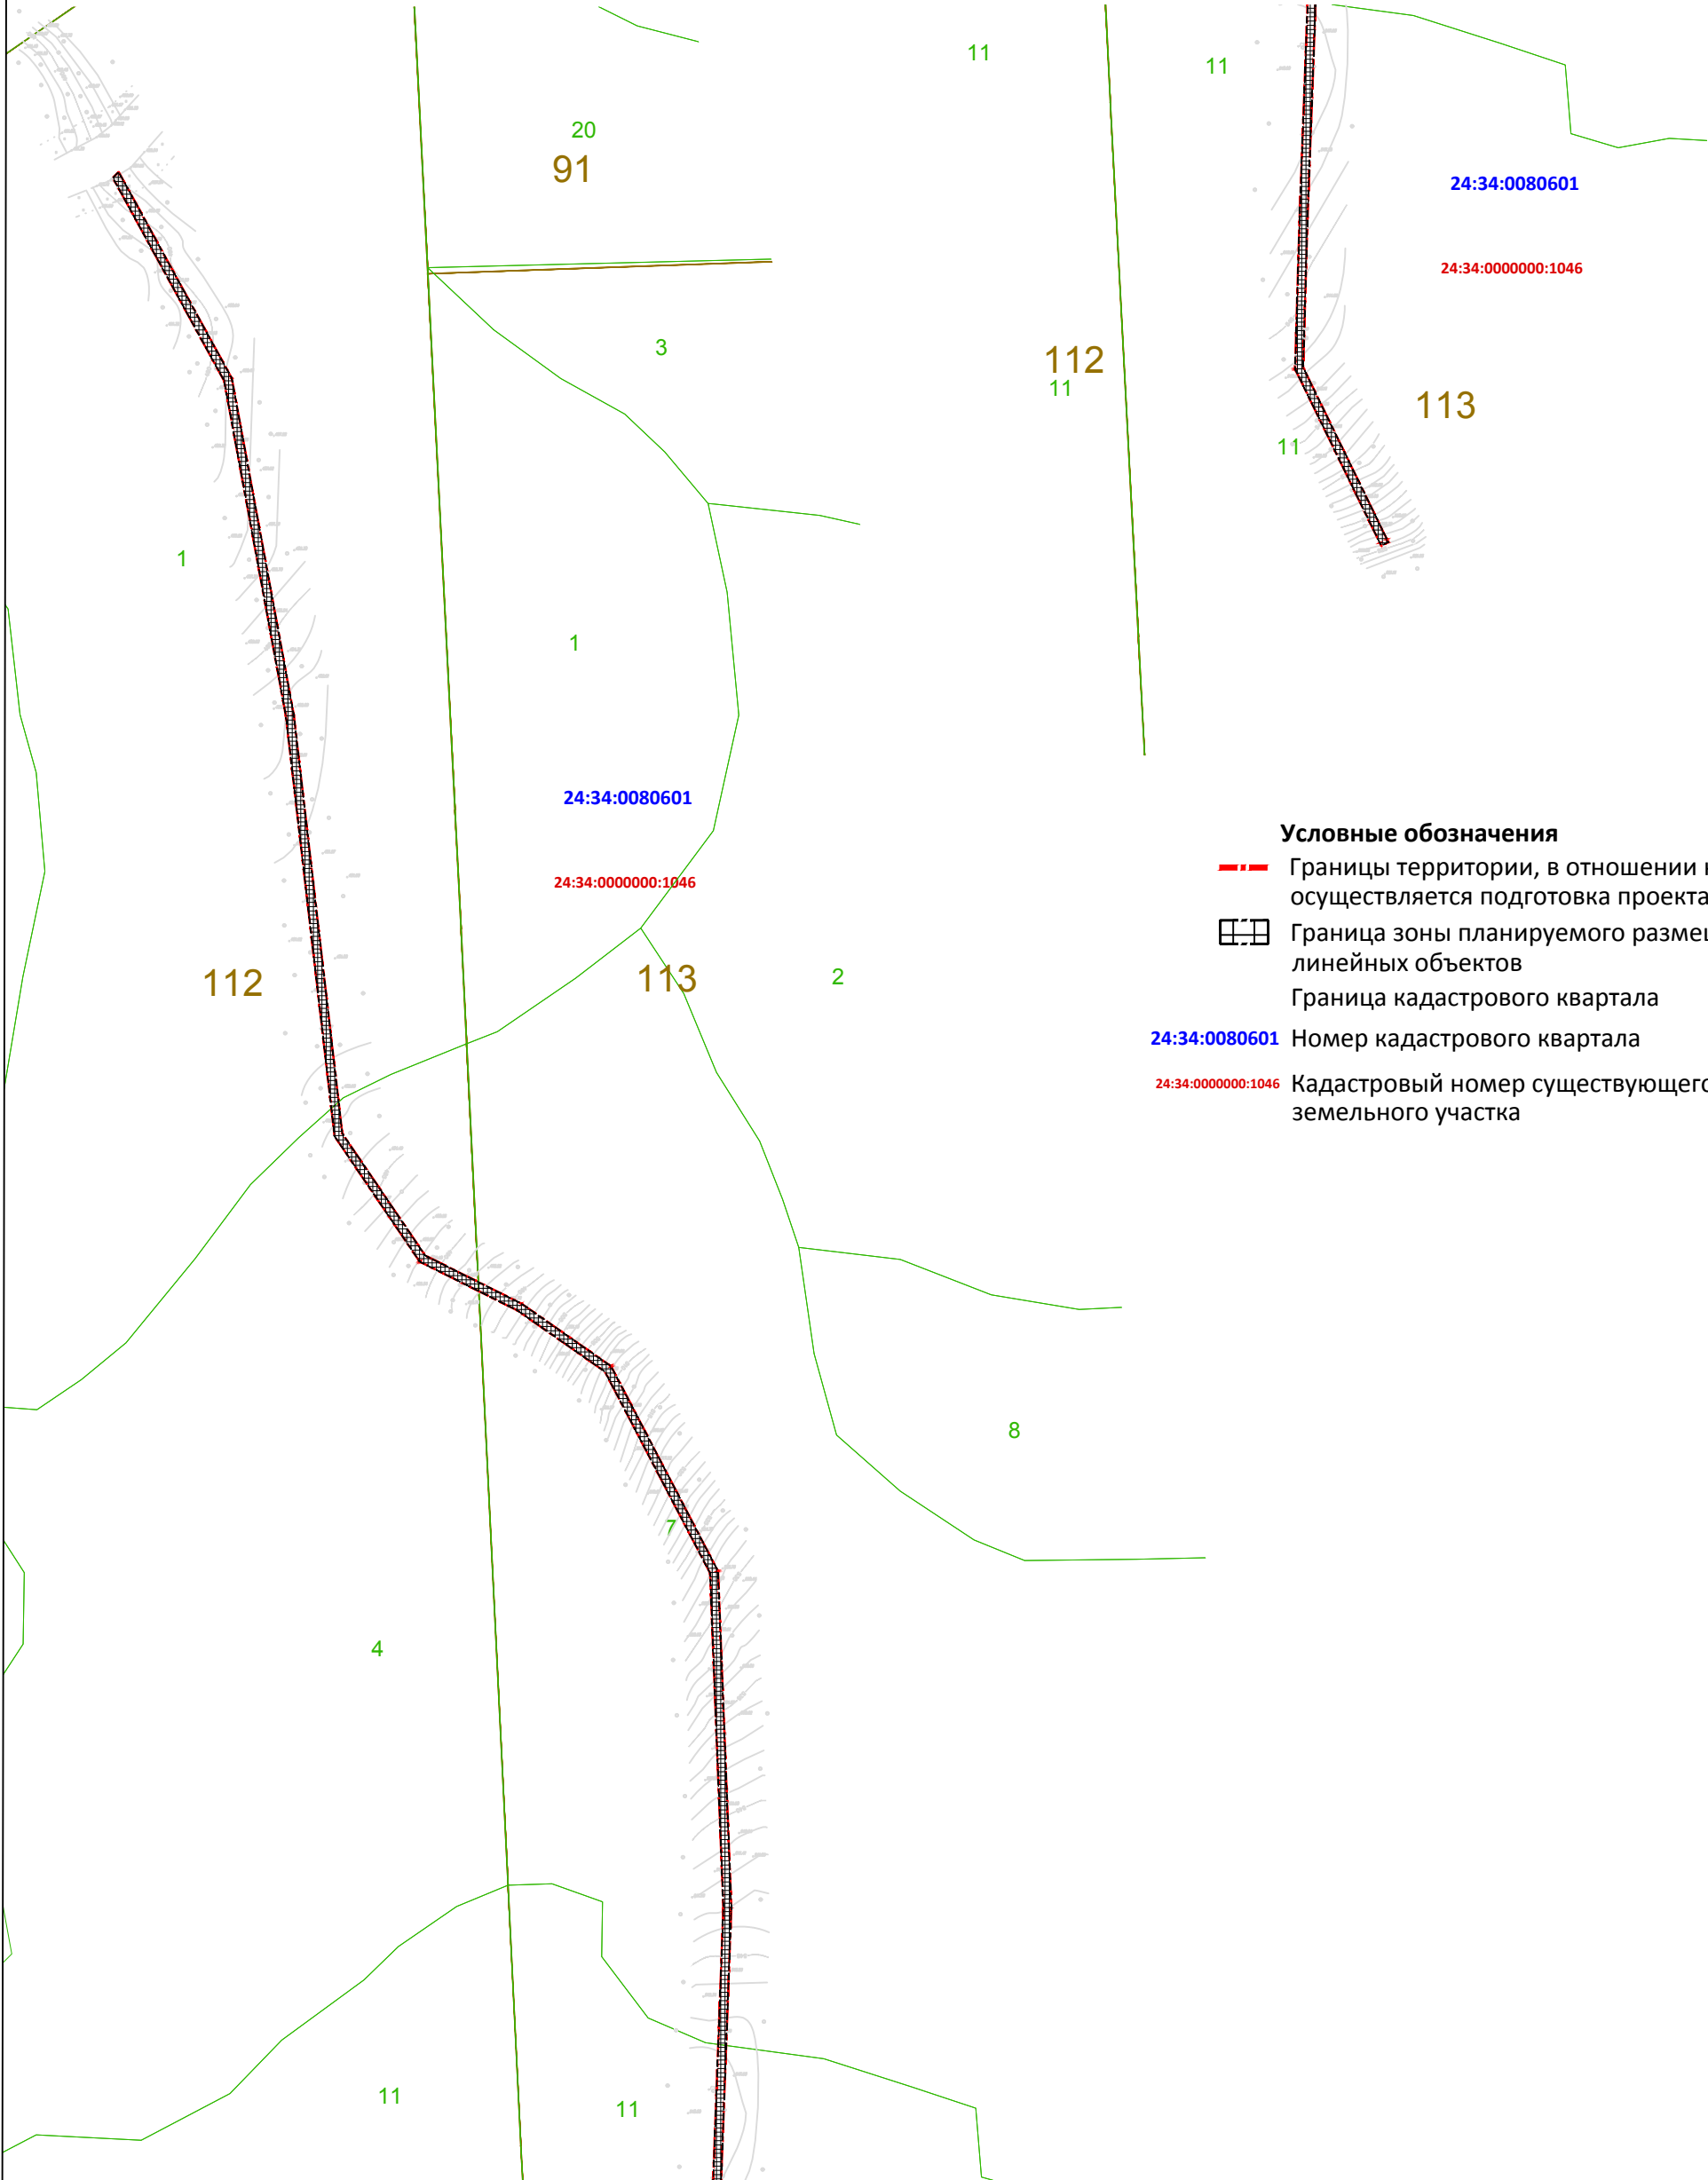 11
11
20
91
24:34:0080601
24:34:0000000:1046
3
112
11
113
11
1
1
24:34:0080601
24:34:0000000:1046
112
113
2
Условные обозначения
Границы территории, в отношении
осуществляется подготовка проекта
Граница зоны планируемого
линейных объектов
Граница кадастрового квартала
24:34:0080601 Номер кадастрового квартала
24:34:0000000:1046 Кадастровый номер существующего
земельного участка
8
7
4
11
11